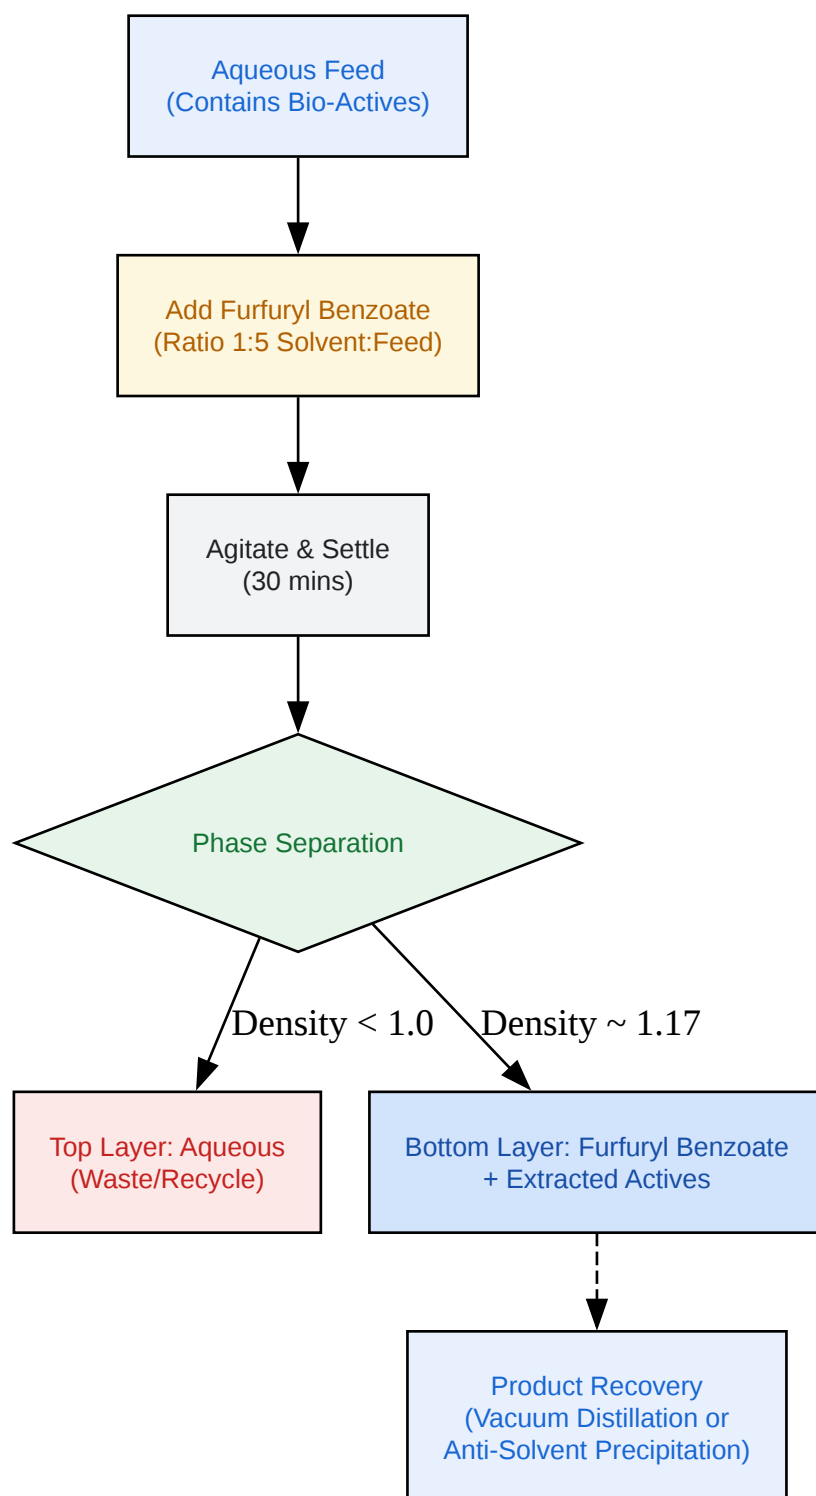 Aqueous Feed
(Contains Bio-Actives)
Add Furfuryl Benzoate
(Ratio 1:5 Solvent:Feed)
Agitate & Settle
(30 mins)
Phase Separation
Density < 1.0
Density ~ 1.17
Top Layer: Aqueous
(Waste/Recycle)
Bottom Layer: Furfuryl Benzoate
+ Extracted Actives
Product Recovery
(Vacuum Distillation or
Anti-Solvent Precipitation)